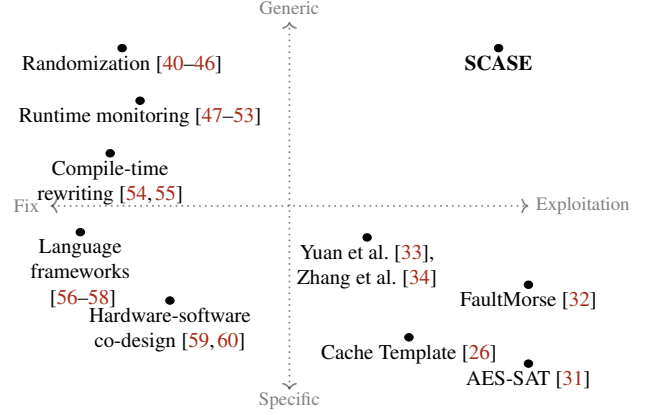 Generic
Randomization [40–46]
SCASE
Runtime monitoring [47–53]
Compile-time
rewriting [54, 55]
Fix
Exploitation
Language
frameworks
[56–58]
Yuan et al. [33],
Zhang et al. [34]
FaultMorse [32]
Hardware-software
co-design [59, 60]
Cache Template [26]
AES-SAT [31]
Specific